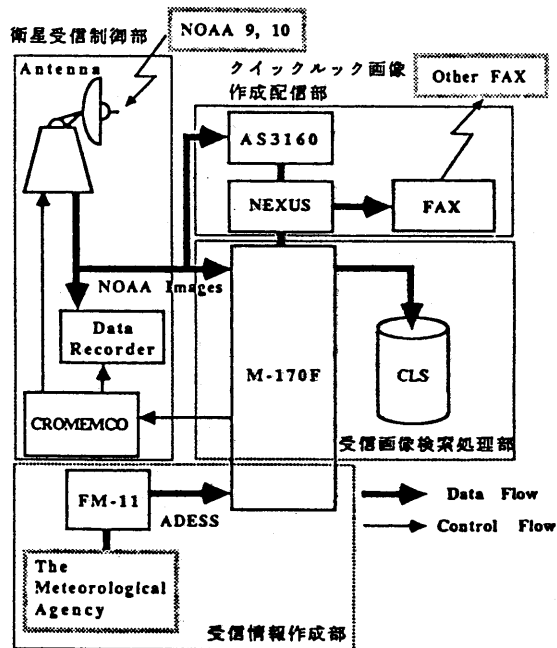 衛星受信制御部
NOAA 9, 10
Antenna
クイックルック画像
作成配信部
Other FAX
AS3160
NEXUS
FAX
NOAA Images
Data
Recorder
M-170F
CLS
CROMEMCO
受信画像検索処理部
FM-11
ADESS
Data Flow
Control Flow
The
Meteorological
Agency
受信情報作成部